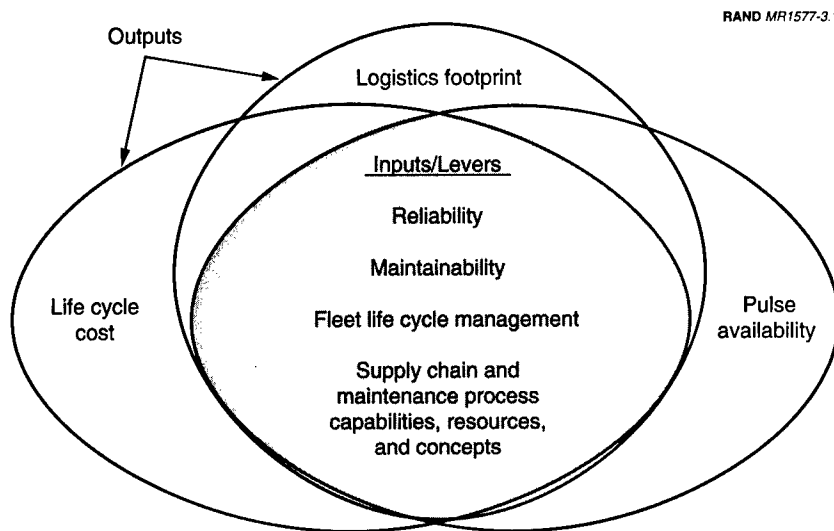 RAND MR1577-3.1
Outputs
Logistics footprint
Inputs/Levers
Reliability
Maintainability
Life cycle
cost
Fleet life cycle management
Pulse
availability
Supply chain and
maintenance process
capabilities, resources,
and concepts